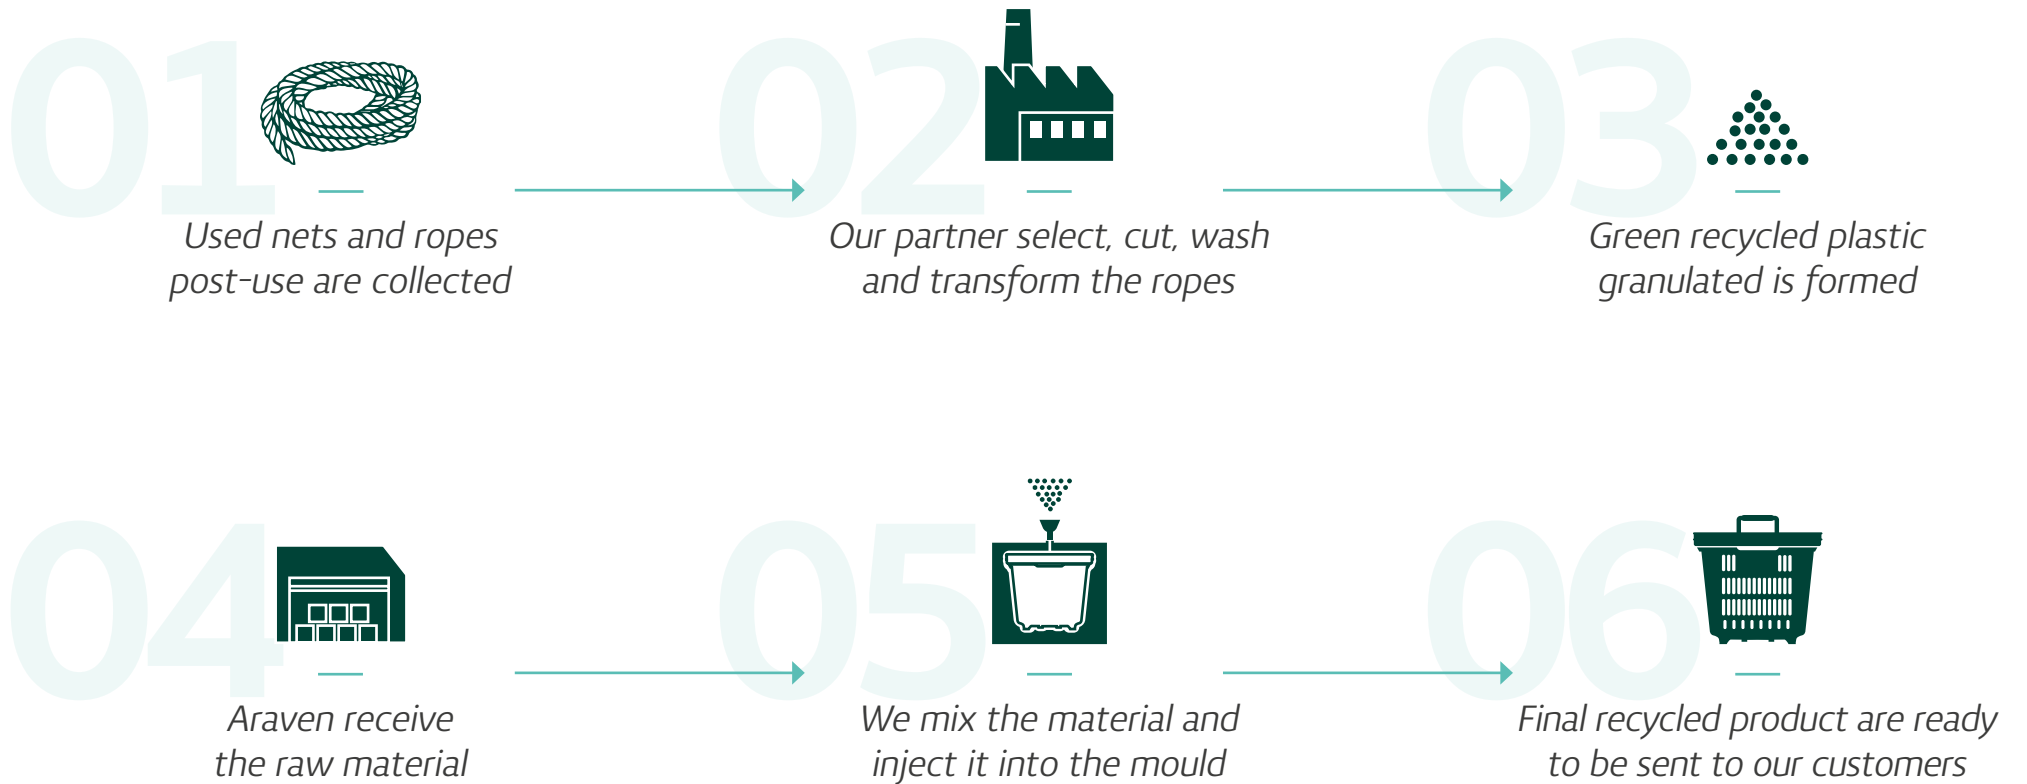 01
Used nets and ropes
post-use are collected
02
Our partner select, cut, wash
and transform the ropes
03
Green recycled plastic
granulated is formed
04
Araven receive
the raw material
05
We mix the material and
inject it into the mould
06
Final recycled product are ready
to be sent to our customers